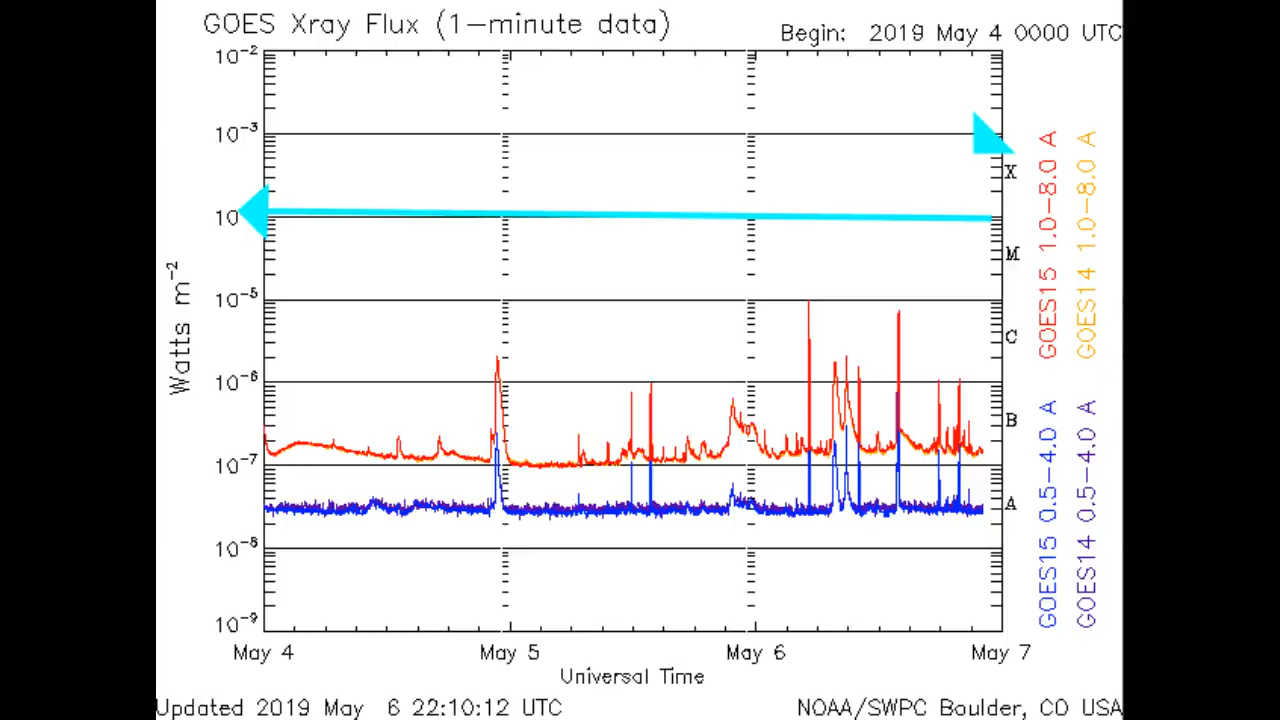 GOES Xray Flux (1-minute data)
Begin: 2019 May 4 0000 UTC
10-2
10-3
10
10-5
10-6
10-7
10-8
10-9
Watts m-2
X
M
C
B
A
GOES15 1.0-8.0 A
GOES14 1.0-8.0 A
GOES15 0.5-4.0 A
GOES14 0.5-4.0 A
May 4 May 5 May 6 May 7
Universal Time
Updated 2019 May 6 22:10:12 UTC
NOAA/SWPC Boulder, CO USA